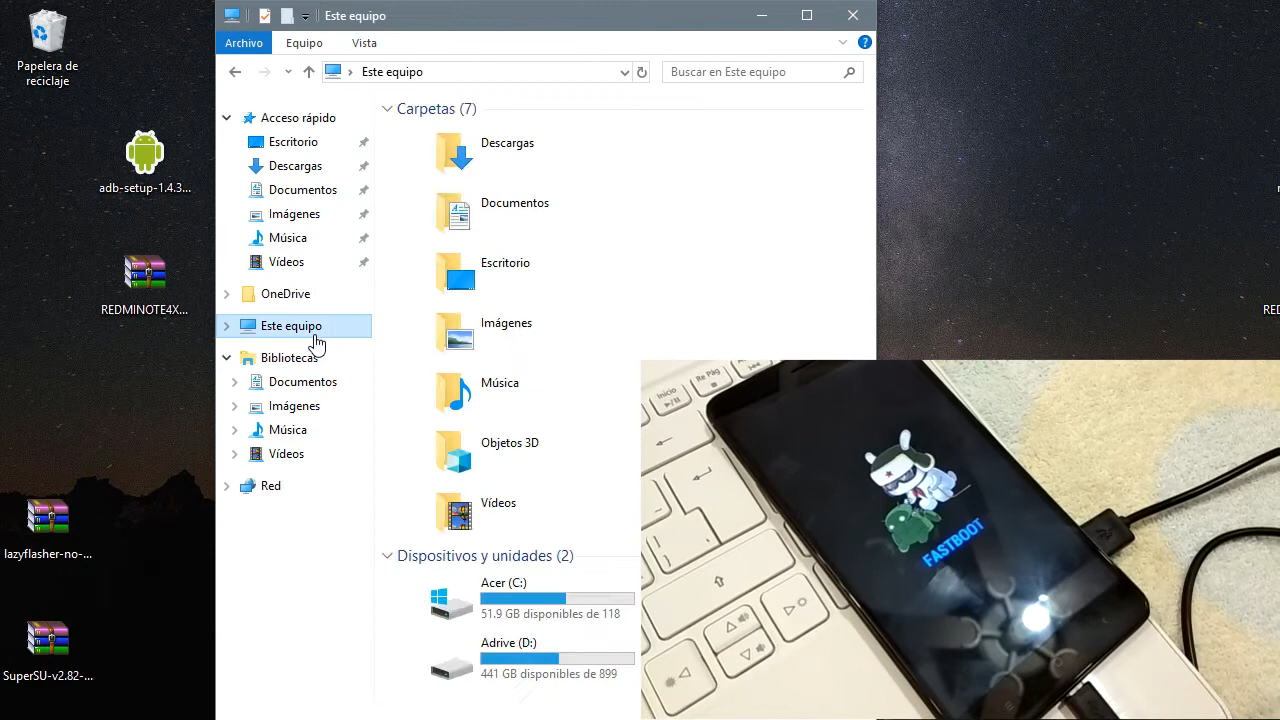 Papelera de
reciclaje
adb-setup-1.4.3...
REDMINOTE4X...
lazyflasher-no-...
SuperSU-v2.82-...
Este equipo
Archivo
Equipo
Vista
Este equipo
Buscar en Este equipo
Acceso rápido
Escritorio
Descargas
Documentos
Imágenes
Música
Vídeos
OneDrive
Este equipo
Bibliotecas
Documentos
Imágenes
Música
Vídeos
Red
Carpetas (7)
Descargas
Documentos
Escritorio
Imágenes
Música
Objetos 3D
Vídeos
Dispositivos y unidades (2)
Acer (C:)
51.9 GB disponibles de 118
Adrive (D:)
441 GB disponibles de 899
Inicio
Re Pág
FASTBOOT